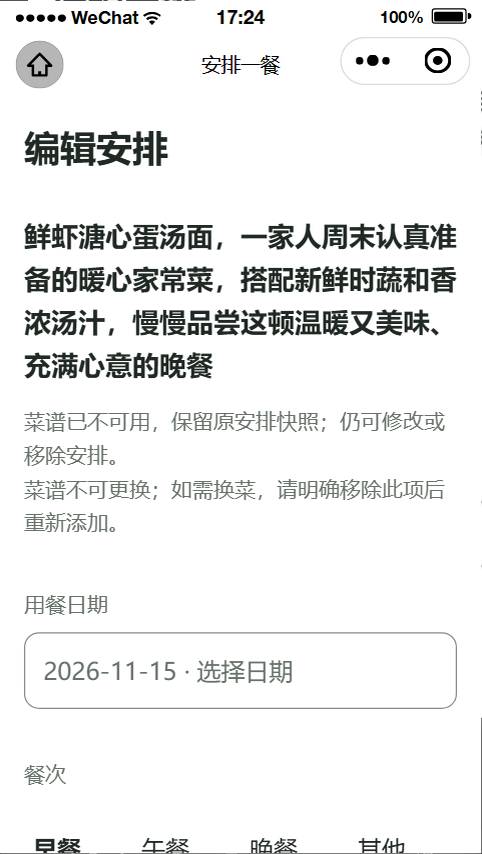 WeChat 17:24 100%
安排一餐
编辑安排
鲜虾溏心蛋汤面，一家人周末认真准
备的暖心家常菜，搭配新鲜时蔬和香
浓汤汁，慢慢品尝这顿温暖又美味、
充满心意的晚餐
菜谱已不可用，保留原安排快照；仍可修改或
移除安排。
菜谱不可更换；如需换菜，请明确移除此项后
重新添加。
用餐日期
2026-11-15 · 选择日期
餐次
早餐 午餐 晚餐 其他